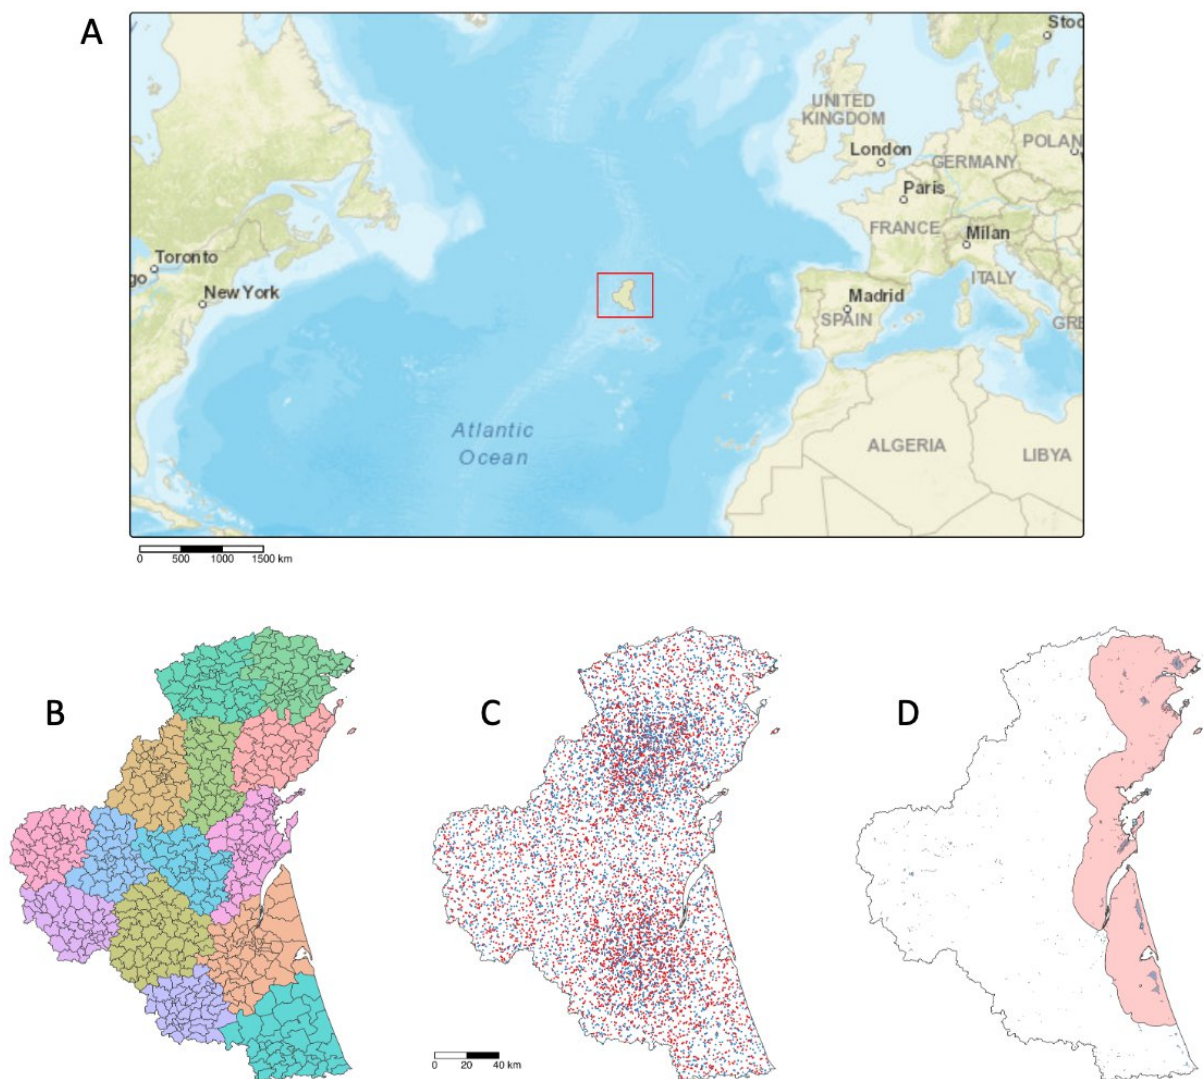 A
Stoc
UNITED
KINGDOM
POLAN
London
GERMANY
Paris
FRANCE
Milan
Toronto
go
ITALY
New York
Madrid
SPAIN
GRE
Atlantic
Ocean
ALGERIA
LIBYA
0 500 1000 1500 km
B
C
D
0 20 40 km